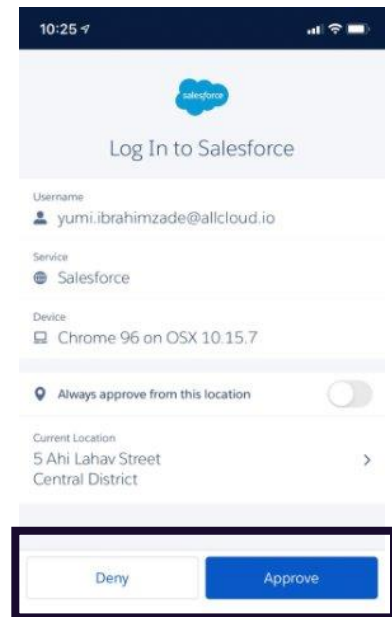 10:25
salesforce
Log In to Salesforce
Username
yumi.ibrahimzade@allcloud.io
Service
Salesforce
Device
Chrome 96 on OSX 10.15.7
Always approve from this location
Current Location
5 Ahi Lahav Street
Central District
Deny
Approve